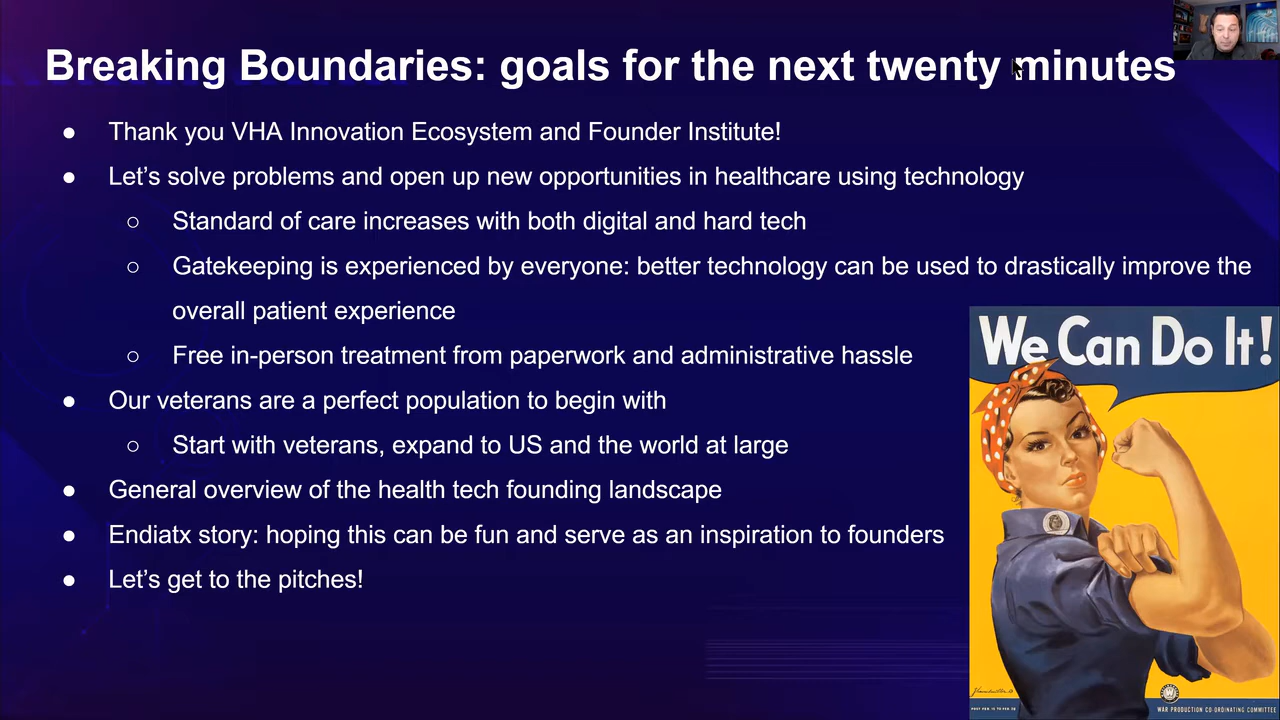 Breaking Boundaries: goals for the next twenty minutes
● Thank you VHA Innovation Ecosystem and Founder Institute!
● Let’s solve problems and open up new opportunities in healthcare using technology
○ Standard of care increases with both digital and hard tech
○ Gatekeeping is experienced by everyone: better technology can be used to drastically improve the
overall patient experience
○ Free in-person treatment from paperwork and administrative hassle
● Our veterans are a perfect population to begin with
○ Start with veterans, expand to US and the world at large
● General overview of the health tech founding landscape
● Endiatx story: hoping this can be fun and serve as an inspiration to founders
● Let’s get to the pitches!
We Can Do It!
WAR PRODUCTION CO-ORDINATING COMMITTEE